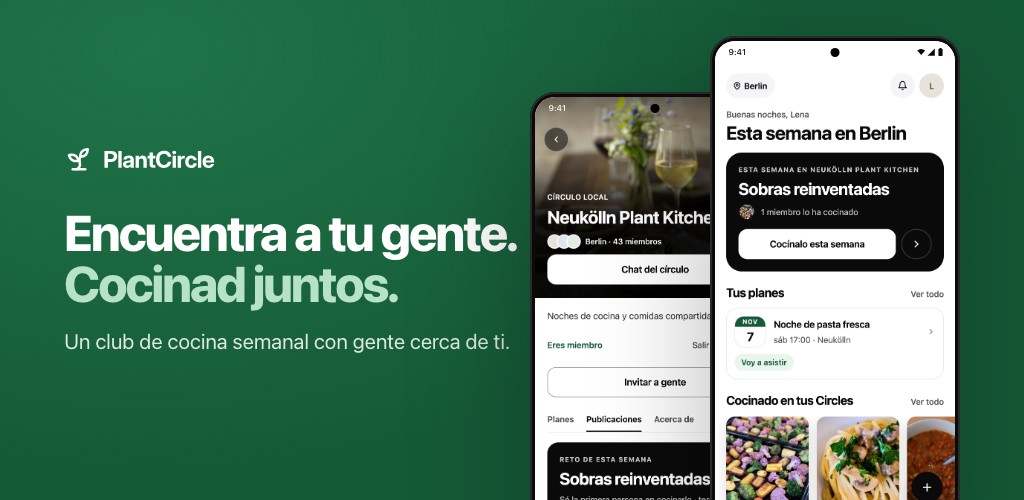 PlantCircle
Encuentra a tu gente.
Cocinad juntos.
Un club de cocina semanal con gente cerca de ti.
9:41
CÍRCULO LOCAL
Neukölln Plant Kitche
Berlin · 43 miembros
Chat del círculo
Noches de cocina y comidas compartida
Eres miembro
Salir
Invitar a gente
Planes Publicaciones Acerca de
RETO DE ESTA SEMANA
Sobras reinventadas
9:41
Berlin
L
Buenas noches, Lena
Esta semana en Berlin
ESTA SEMANA EN NEUKÖLLN PLANT KITCHEN
Sobras reinventadas
1 miembro lo ha cocinado
Cocínalo esta semana
Tus planes Ver todo
NOV
7
Noche de pasta fresca
sáb 17:00 · Neukölln
Voy a asistir
Cocinado en tus Circles Ver todo